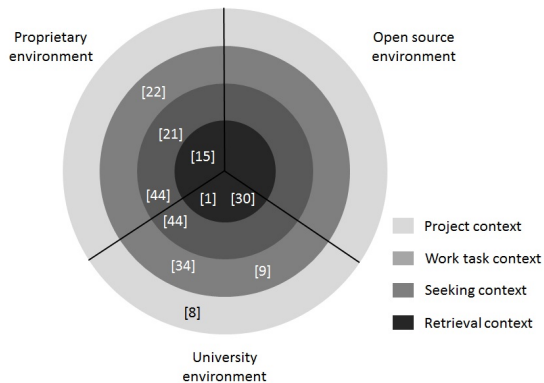 Proprietary
environment
Open source
environment
[22]
[21]
[15]
[44]
[1]
[30]
[44]
[34]
[9]
[8]
Project context
Work task context
Seeking context
Retrieval context
University
environment